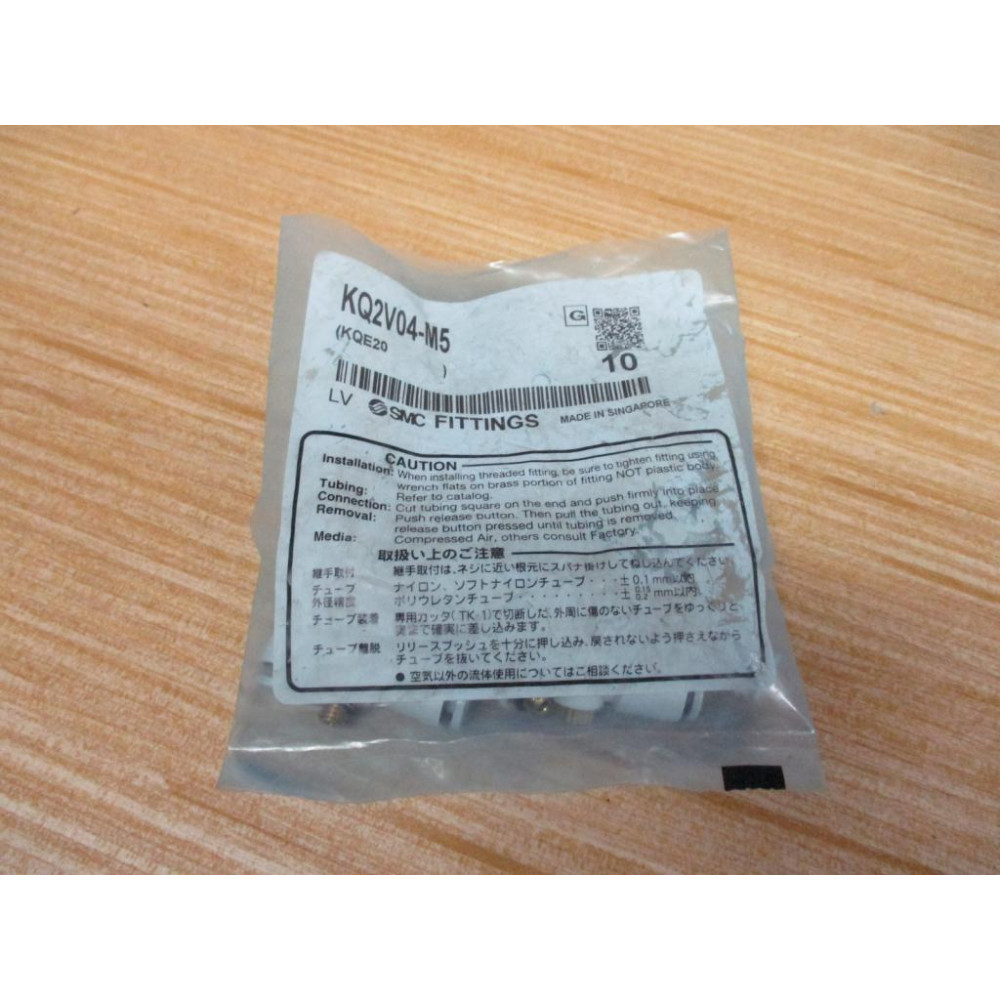 KQ2V04-M5
(KQE20
)
G
10
LV SMC FITTINGS MADE IN SINGAPORE
CAUTION
Installation: When installing threaded fitting, be sure to tighten fitting using
wrench flats on brass portion of fitting NOT plastic body.
Tubing: Refer to catalog.
Connection: Cut tubing square on the end and push firmly into place.
Removal: Push release button. Then pull the tubing out, keeping
release button pressed until tubing is removed.
Media: Compressed Air, others consult Factory.
取扱い上のご注意
継手取付 継手取付は、ネジに近い根元にスパナ掛けしてねじ込んでください。
チューブ ナイロン、ソフトナイロンチューブ・・・±0.1mm以内
外径精度 ポリウレタンチューブ・・・・・・・・・± 0.15 0.2 mm以内
チューブ装着 専用カッタ(TK-1)で切断した、外周に傷のないチューブをゆっくりと
奥まで確実に差し込みます。
チューブ離脱 リリースプッシュを十分に押し込み、戻されないよう押さえながら
チューブを抜いてください。
●空気以外の流体使用についてはご相談ください。